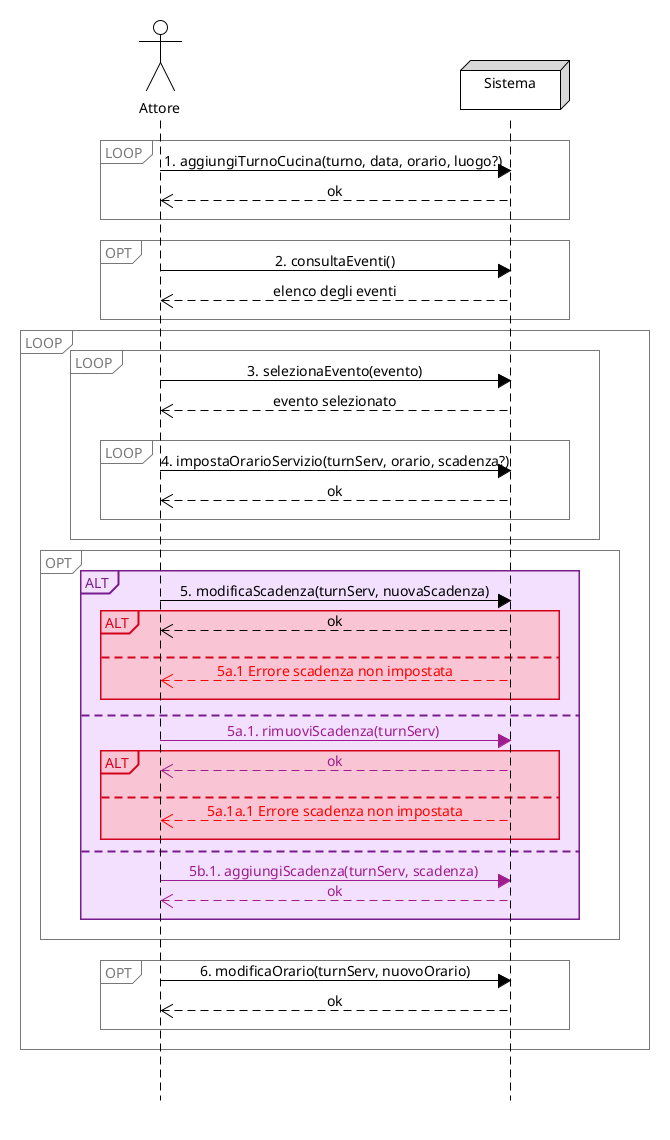 Sistema
Attore
LOOP
1. aggiungiTurnoCucina(turno, data, orario, luogo?)
ok
OPT
2. consultaEventi()
elenco degli eventi
LOOP
LOOP
3. selezionaEvento(evento)
evento selezionato
LOOP
4. impostaOrarioServizio(turnServ, orario, scadenza?)
ok
OPT
ALT
5. modificaScadenza(turnServ, nuovaScadenza)
ALT
ok
5a.1 Errore scadenza non impostata
5a.1. rimuoviScadenza(turnServ)
ALT
ok
5a.1a.1 Errore scadenza non impostata
5b.1. aggiungiScadenza(turnServ, scadenza)
ok
OPT
6. modificaOrario(turnServ, nuovoOrario)
ok